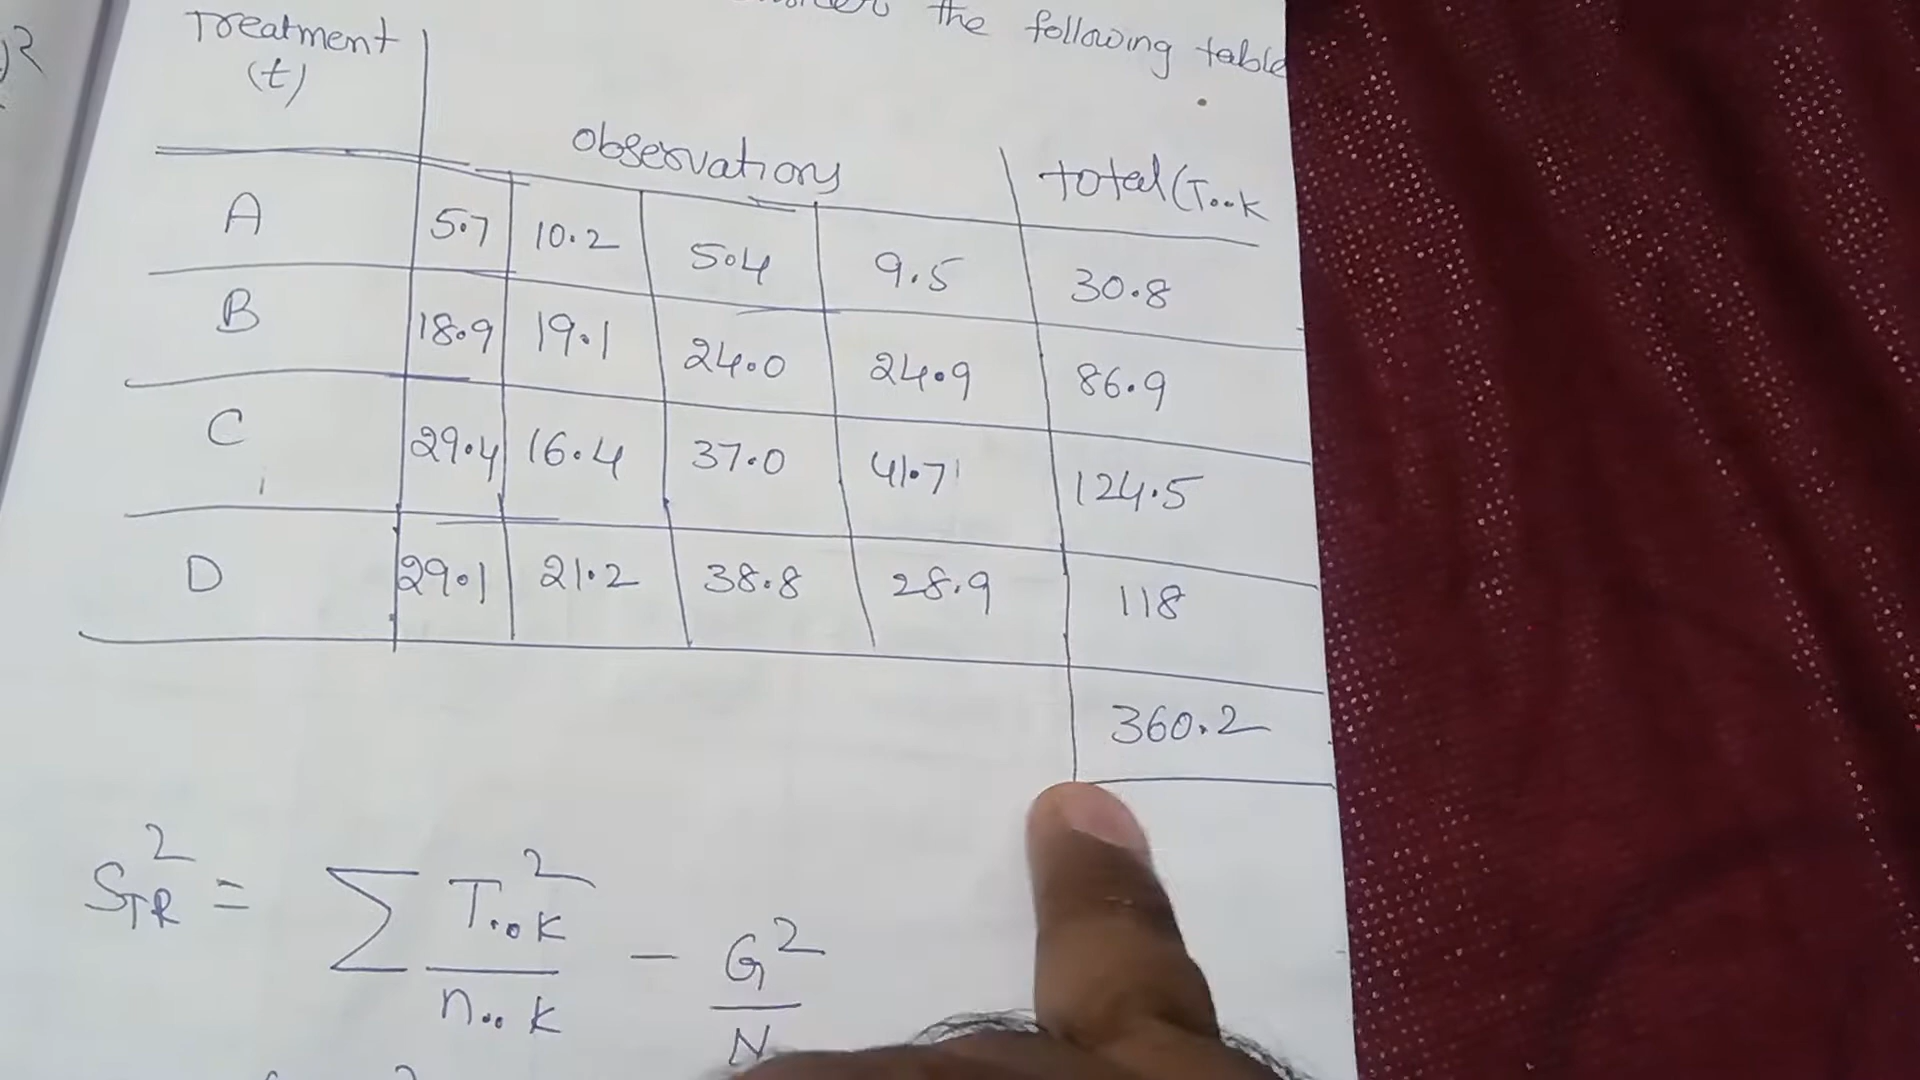 the following table
Treatment
(t)
observations
total (T..k
A 5.7 10.2 5.4 9.5 30.8
B 18.9 19.1 24.0 24.9 86.9
C 29.4 16.4 37.0 41.7 124.5
D 29.1 21.2 38.8 28.9 118
360.2
S²TR = Σ T..k² / n..k - G² / N